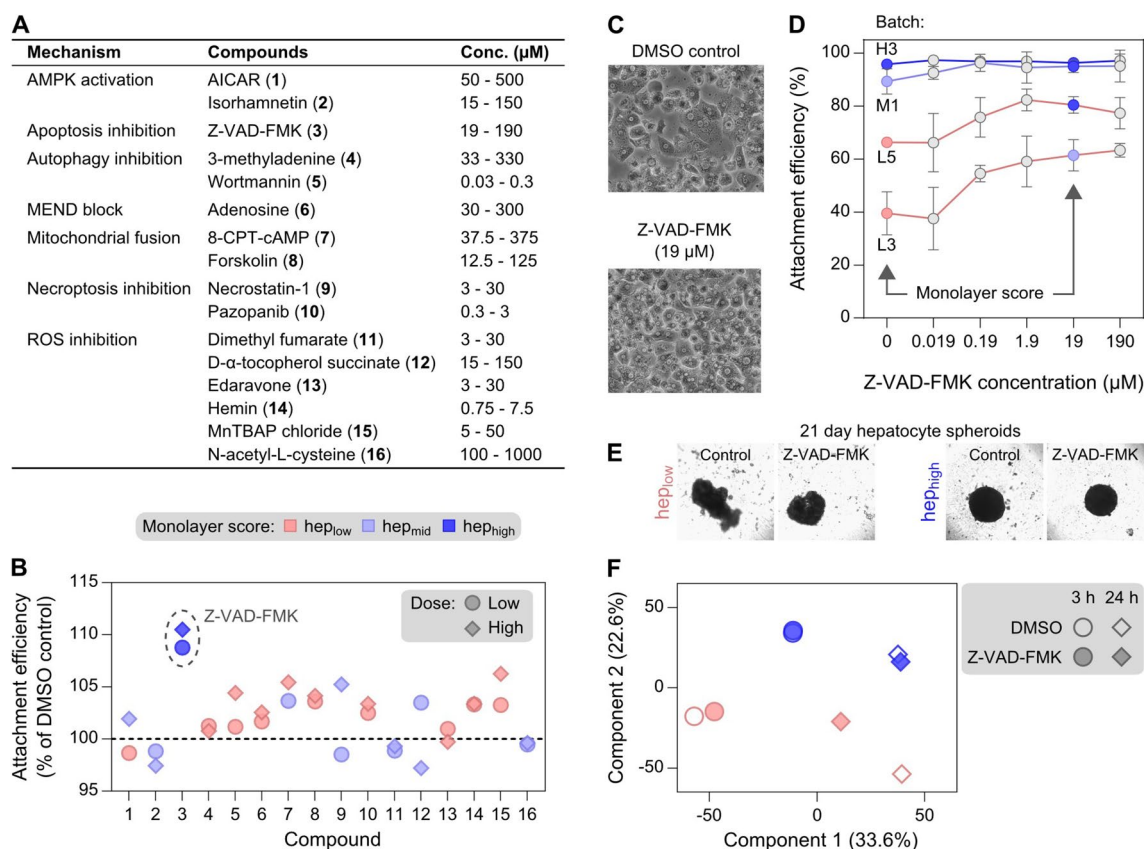 A
Mechanism Compounds Conc. (µM)
AMPK activation AICAR (1) 50 - 500
Isorhamnetin (2) 15 - 150
Apoptosis inhibition Z-VAD-FMK (3) 19 - 190
Autophagy inhibition 3-methyladenine (4) 33 - 330
Wortmannin (5) 0.03 - 0.3
MEND block Adenosine (6) 30 - 300
Mitochondrial fusion 8-CPT-cAMP (7) 37.5 - 375
Forskolin (8) 12.5 - 125
Necroptosis inhibition Necrostatin-1 (9) 3 - 30
Pazopanib (10) 0.3 - 3
ROS inhibition Dimethyl fumarate (11) 3 - 30
D-α-tocopherol succinate (12) 15 - 150
Edaravone (13) 3 - 30
Hemin (14) 0.75 - 7.5
MnTBAP chloride (15) 5 - 50
N-acetyl-L-cysteine (16) 100 - 1000
Monolayer score: heplow hepmid hephigh
B
Attachment efficiency
(% of DMSO control)
115
110
105
100
95
Z-VAD-FMK
Dose: Low
High
1 2 3 4 5 6 7 8 9 10 11 12 13 14 15 16
Compound
C
DMSO control
Z-VAD-FMK
(19 µM)
D
Batch:
Attachment efficiency (%)
100
80
60
40
20
0
H3
M1
L5
L3
Monolayer score
0 0.019 0.19 1.9 19 190
Z-VAD-FMK concentration (µM)
21 day hepatocyte spheroids
E
heplow
Control Z-VAD-FMK
hephigh
Control Z-VAD-FMK
F
Component 2 (22.6%)
50
0
-50
-50 0 50
Component 1 (33.6%)
3 h 24 h
DMSO
Z-VAD-FMK